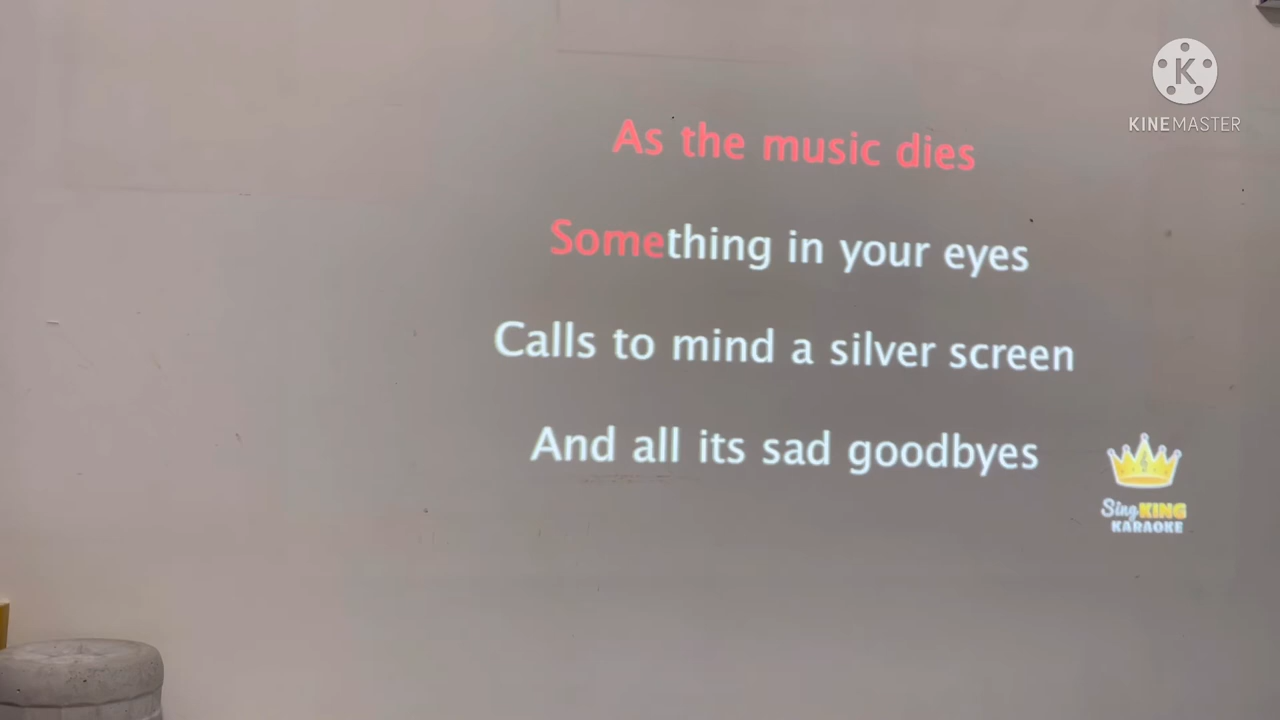 K
KINEMASTER
As the music dies
Something in your eyes
Calls to mind a silver screen
And all its sad goodbyes
Sing KING
KARAOKE